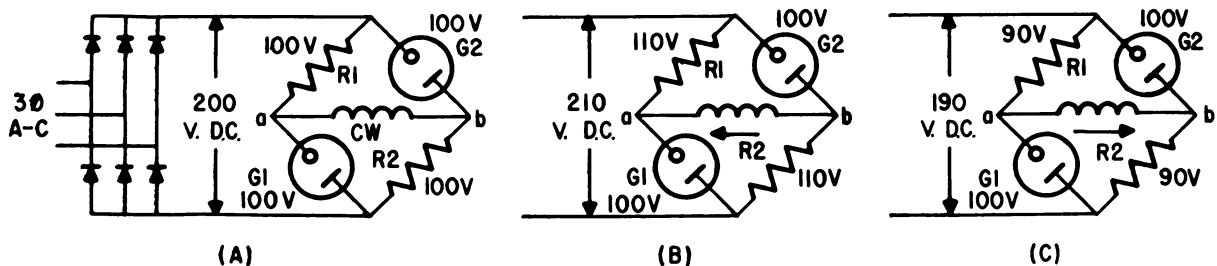 100V
100V
G2
R1
3Ø
A-C
200
V. D.C.
a
CW
b
R2
G1
100V
100V
(A)
100V
110V
G2
R1
210
V. D.C.
a
b
R2
G1
100V
110V
(B)
100V
90V
G2
R1
190
V. D.C.
a
b
R2
G1
100V
90V
(C)